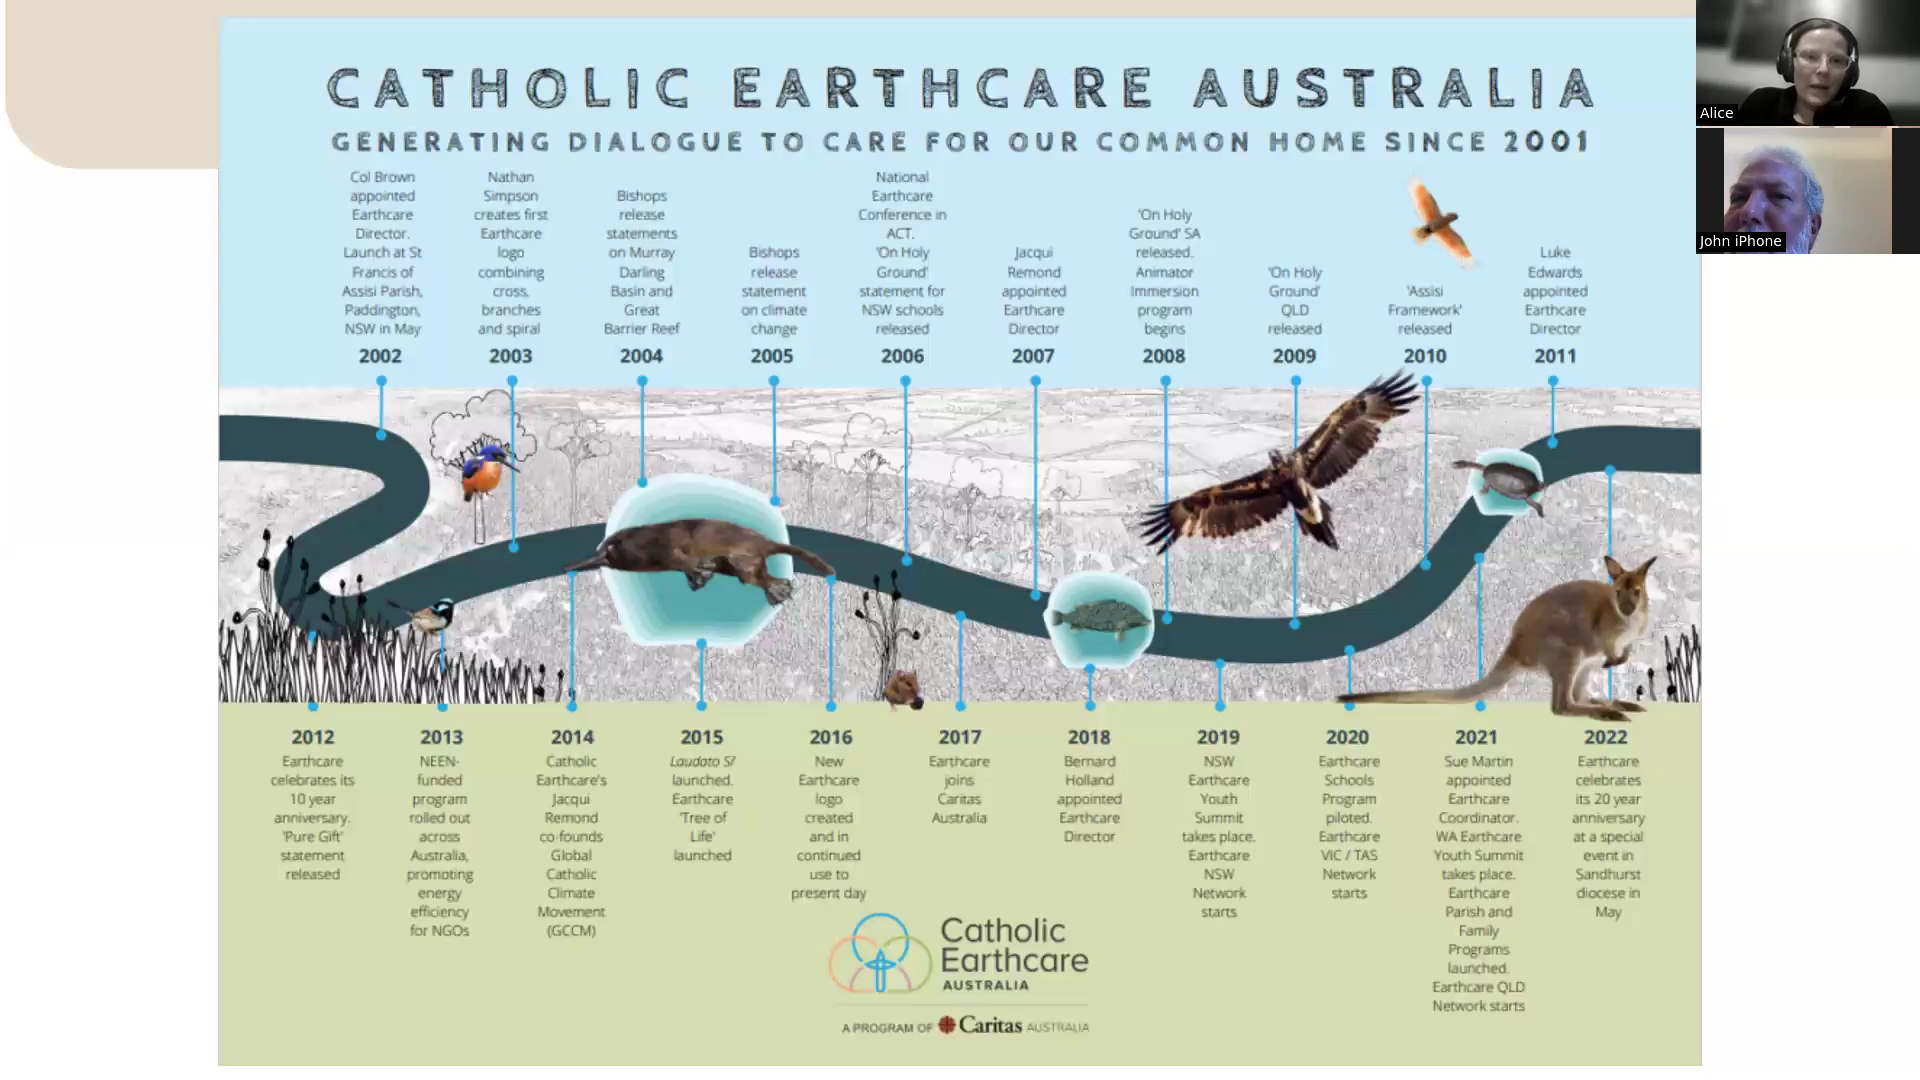 CATHOLIC EARTHCARE AUSTRALIA
GENERATING DIALOGUE TO CARE FOR OUR COMMON HOME SINCE 2001
Col Brown
appointed
Earthcare
Director.
Launch at St
Francis of
Assisi Parish,
Paddington,
NSW in May
2002
Nathan
Simpson
creates first
Earthcare
logo
combining
cross,
branches
and spiral
2003
Bishops
release
statements
on Murray
Darling
Basin and
Great
Barrier Reef
2004
Bishops
release
statement
on climate
change
2005
National
Earthcare
Conference in
ACT.
'On Holy
Ground'
statement for
NSW schools
released
2006
Jacqui
Remond
appointed
Earthcare
Director
2007
'On Holy
Ground' SA
released.
Animator
Immersion
program
begins
2008
'On Holy
Ground'
QLD
released
2009
'Assisi
Framework'
released
2010
Luke
Edwards
appointed
Earthcare
Director
2011
2012
Earthcare
celebrates its
10 year
anniversary.
'Pure Gift'
statement
released
2013
NEEN-
funded
program
rolled out
across
Australia,
promoting
energy
efficiency
for NGOs
2014
Catholic
Earthcare's
Jacqui
Remond
co-founds
Global
Catholic
Climate
Movement
(GCCM)
2015
Laudato Si'
launched.
Earthcare
'Tree of
Life'
launched
2016
New
Earthcare
logo
created
and in
continued
use to
present day
2017
Earthcare
joins
Caritas
Australia
2018
Bernard
Holland
appointed
Earthcare
Director
2019
NSW
Earthcare
Youth
Summit
takes place.
Earthcare
NSW
Network
starts
2020
Earthcare
Schools
Program
piloted.
Earthcare
VIC / TAS
Network
starts
2021
Sue Martin
appointed
Earthcare
Coordinator.
WA Earthcare
Youth Summit
takes place.
Earthcare
Parish and
Family
Programs
launched.
Earthcare QLD
Network starts
2022
Earthcare
celebrates
its 20 year
anniversary
at a special
event in
Sandhurst
diocese in
May
Catholic
Earthcare
AUSTRALIA
A PROGRAM OF Caritas AUSTRALIA
Alice
John iPhone